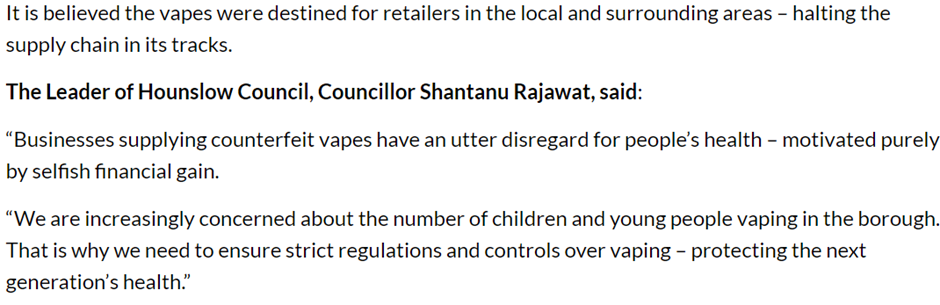 It is believed the vapes were destined for retailers in the local and surrounding areas – halting the
supply chain in its tracks.
The Leader of Hounslow Council, Councillor Shantanu Rajawat, said:
“Businesses supplying counterfeit vapes have an utter disregard for people’s health – motivated purely
by selfish financial gain.
“We are increasingly concerned about the number of children and young people vaping in the borough.
That is why we need to ensure strict regulations and controls over vaping – protecting the next
generation’s health.”